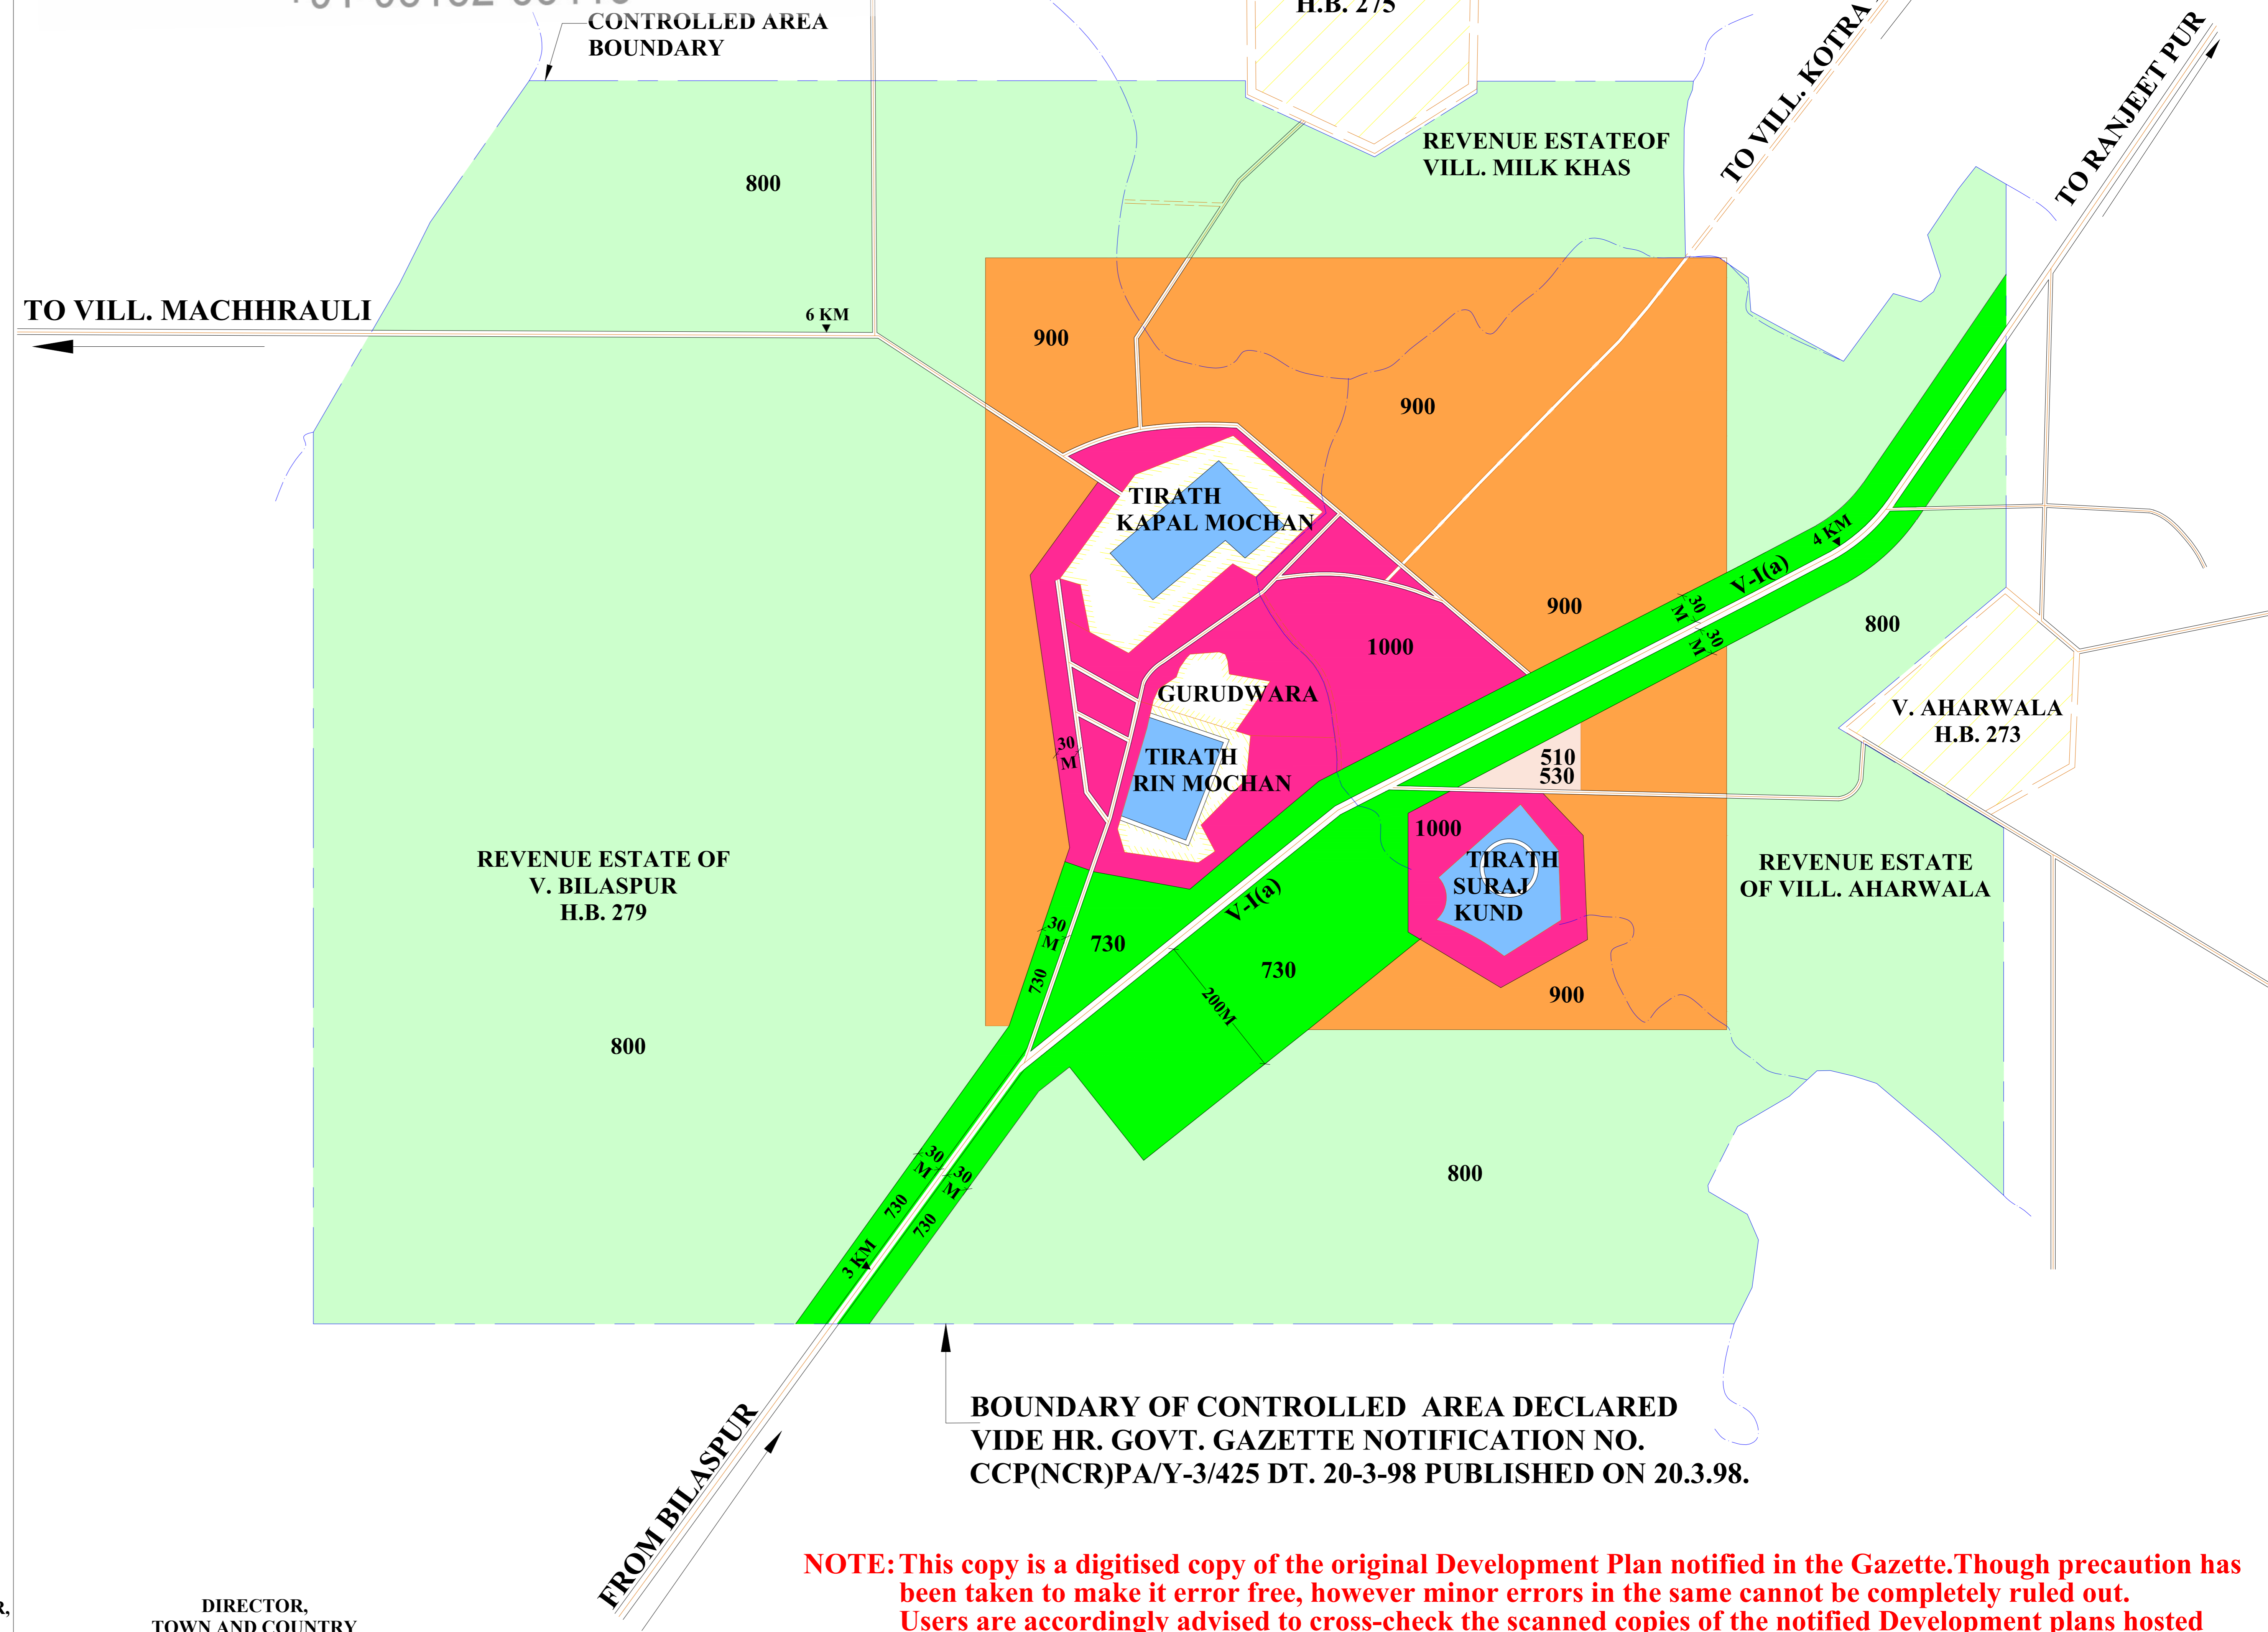 CONTROLLED AREA
BOUNDARY
H.B. 275
TO VILL. KOTRA
TO RANJEET PUR
REVENUE ESTATEOF
VILL. MILK KHAS
800
TO VILL. MACHHRAULI
6 KM
900
900
TIRATH
KAPAL MOCHAN
4 KM
V-I(a)
30
M
30
M
900
800
1000
GURUDWARA
V. AHARWALA
H.B. 273
30
M
TIRATH
RIN MOCHAN
510
530
1000
TIRATH
SURAJ
KUND
REVENUE ESTATE OF
V. BILASPUR
H.B. 279
REVENUE ESTATE
OF VILL. AHARWALA
V-I(a)
30
M
730
730
730
200M
900
800
800
30
M
30
M
730
730
3 KM
FROM BILASPUR
BOUNDARY OF CONTROLLED AREA DECLARED
VIDE HR. GOVT. GAZETTE NOTIFICATION NO.
CCP(NCR)PA/Y-3/425 DT. 20-3-98 PUBLISHED ON 20.3.98.
NOTE: This copy is a digitised copy of the original Development Plan notified in the Gazette.Though precaution has
been taken to make it error free, however minor errors in the same cannot be completely ruled out.
Users are accordingly advised to cross-check the scanned copies of the notified Development plans hosted
R,
DIRECTOR,
TOWN AND COUNTRY